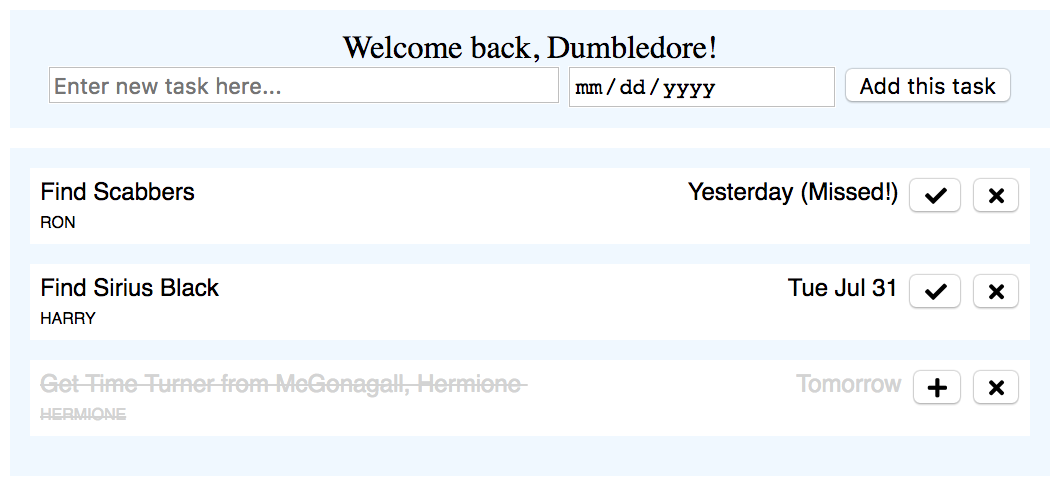 Welcome back, Dumbledore!
Enter new task here... mm/dd/yyyy Add this task
Find Scabbers Yesterday (Missed!)
RON
Find Sirius Black Tue Jul 31
HARRY
Get Time Turner from McGonagall, Hermione Tomorrow
HERMIONE